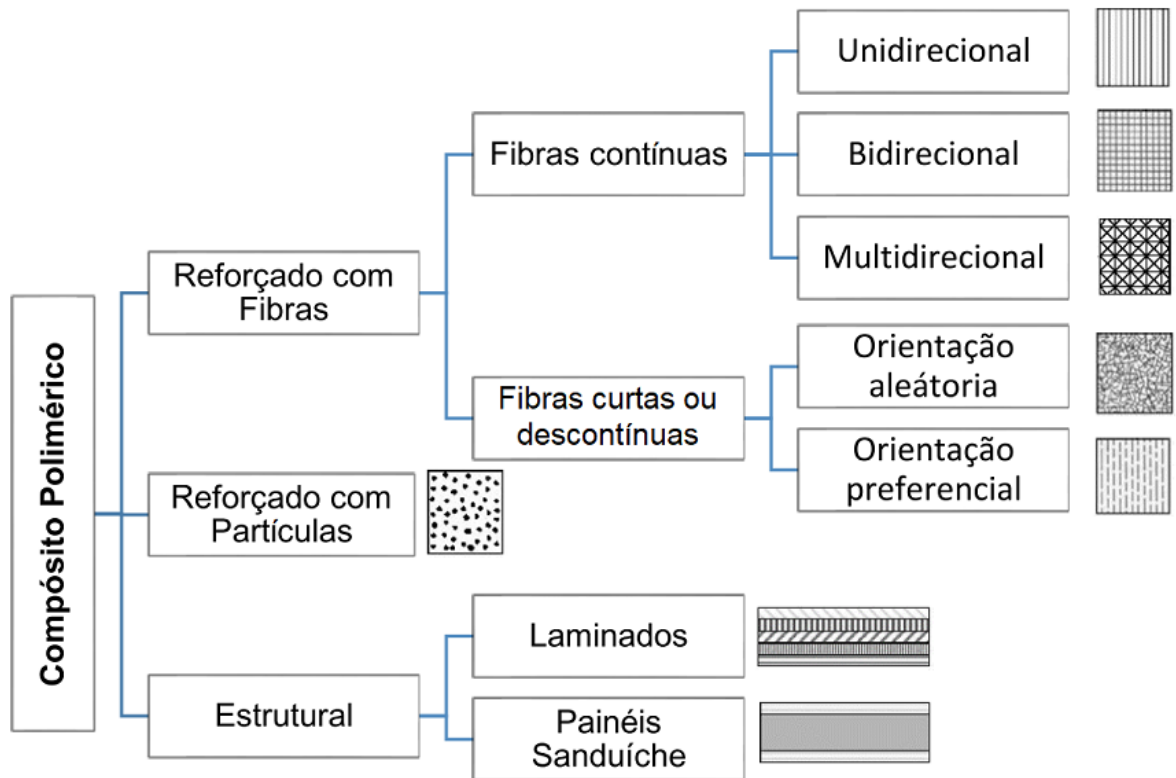 Compósito Polimérico
Reforçado com
Fibras
Fibras contínuas
Unidirecional
Bidirecional
Multidirecional
Fibras curtas ou
descontínuas
Orientação
aleátoria
Orientação
preferencial
Reforçado com
Partículas
Estrutural
Laminados
Painéis
Sanduíche